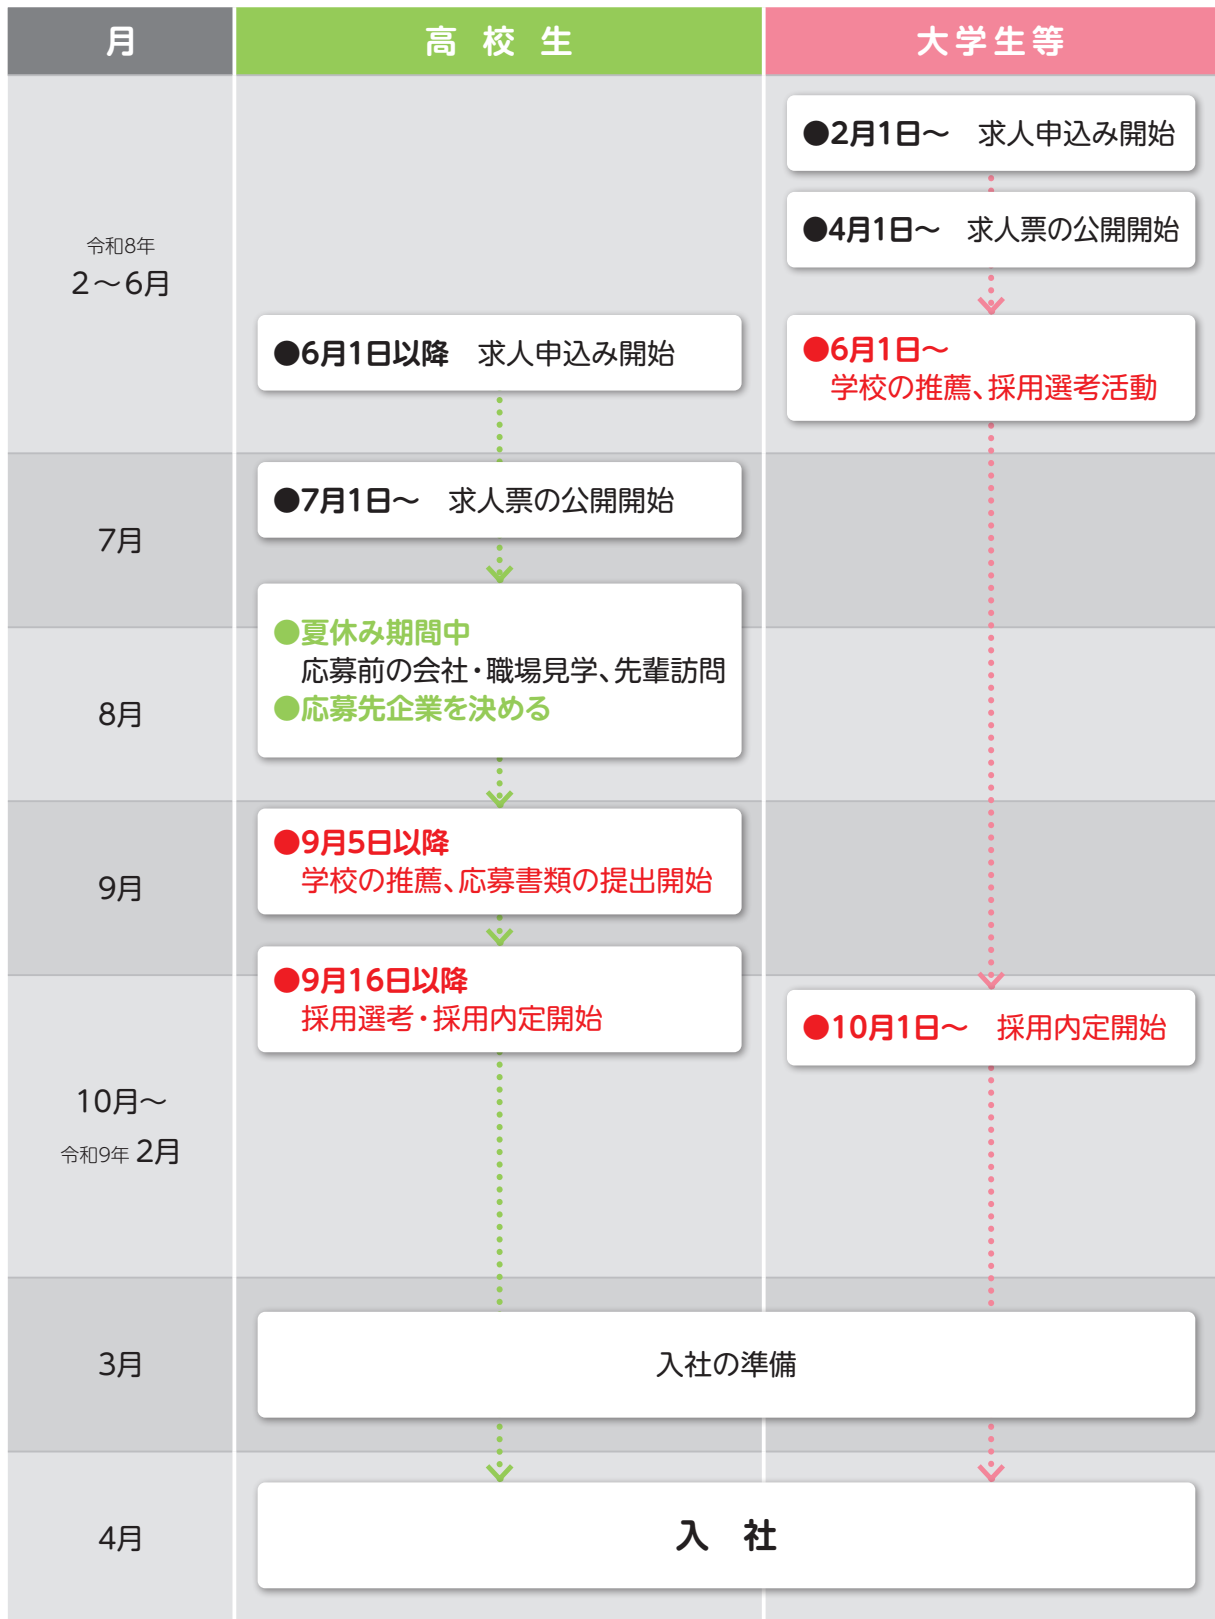 月
高校生
大学生等
令和8年
2～6月
●2月1日～　求人申込み開始
●4月1日～　求人票の公開開始
●6月1日以降　求人申込み開始
●6月1日～
学校の推薦、採用選考活動
7月
●7月1日～　求人票の公開開始
8月
●夏休み期間中
応募前の会社・職場見学、先輩訪問
●応募先企業を決める
9月
●9月5日以降
学校の推薦、応募書類の提出開始
●9月16日以降
採用選考・採用内定開始
10月～
令和9年 2月
●10月1日～　採用内定開始
3月
入社の準備
4月
入　社